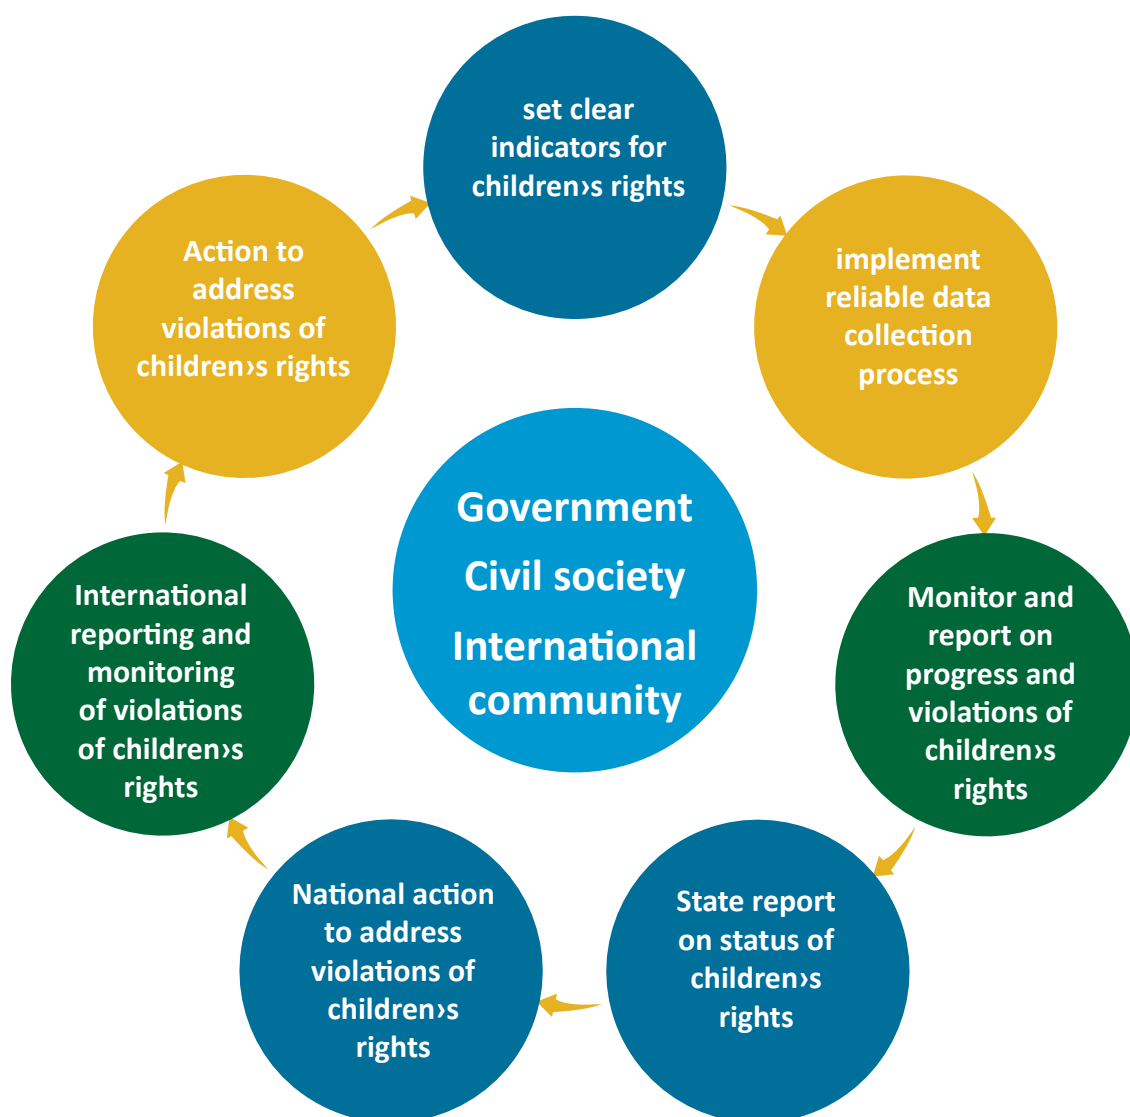 set clear
indicators for
children›s rights
implement
reliable data
collection
process
Monitor and
report on
progress and
violations of
children›s
rights
State report
on status of
children›s
rights
National action
to address
violations of
children›s
rights
International
reporting and
monitoring
of violations
of children›s
rights
Action to
address
violations of
children›s rights
Government
Civil society
International
community